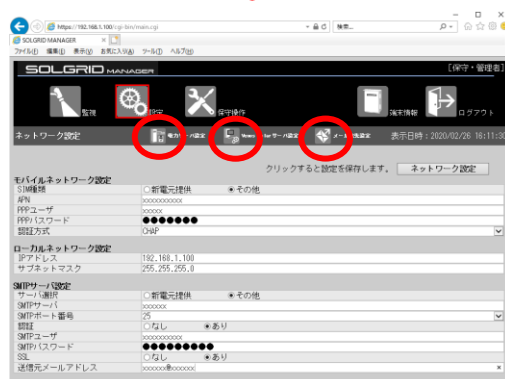 https://192.168.1.100/cgi-bin/main.cgi
検索...
SOLGRID MANAGER
ファイル(F) 編集(E) 表示(V) お気に入り(A) ツール(T) ヘルプ(H)
SOLGRID MANAGER
[保守・管理者]
監視
設定
保守操作
端末情報
ログアウト
ネットワーク設定
表示日時：2020/02/26 16:11:30
クリックすると設定を保存します。 ネットワーク設定
モバイルネットワーク設定
SIM種類 ○新電元提供 ◉その他
APN xxxxxxxxxx
PPPユーザ xxxxx
PPPパスワード ●●●●●●●
認証方式 CHAP
ローカルネットワーク設定
IPアドレス 192.168.1.100
サブネットマスク 255.255.255.0
SMTPサーバ設定
サーバ選択 ○新電元提供 ◉その他
SMTPサーバ xxxxxx
SMTPポート番号 25
認証 ○なし ◉あり
SMTPユーザ xxxxxxxxxx
SMTPパスワード ●●●●●●●●●
SSL ○なし ◉あり
送信元メールアドレス xxxxxx@xxxxxx